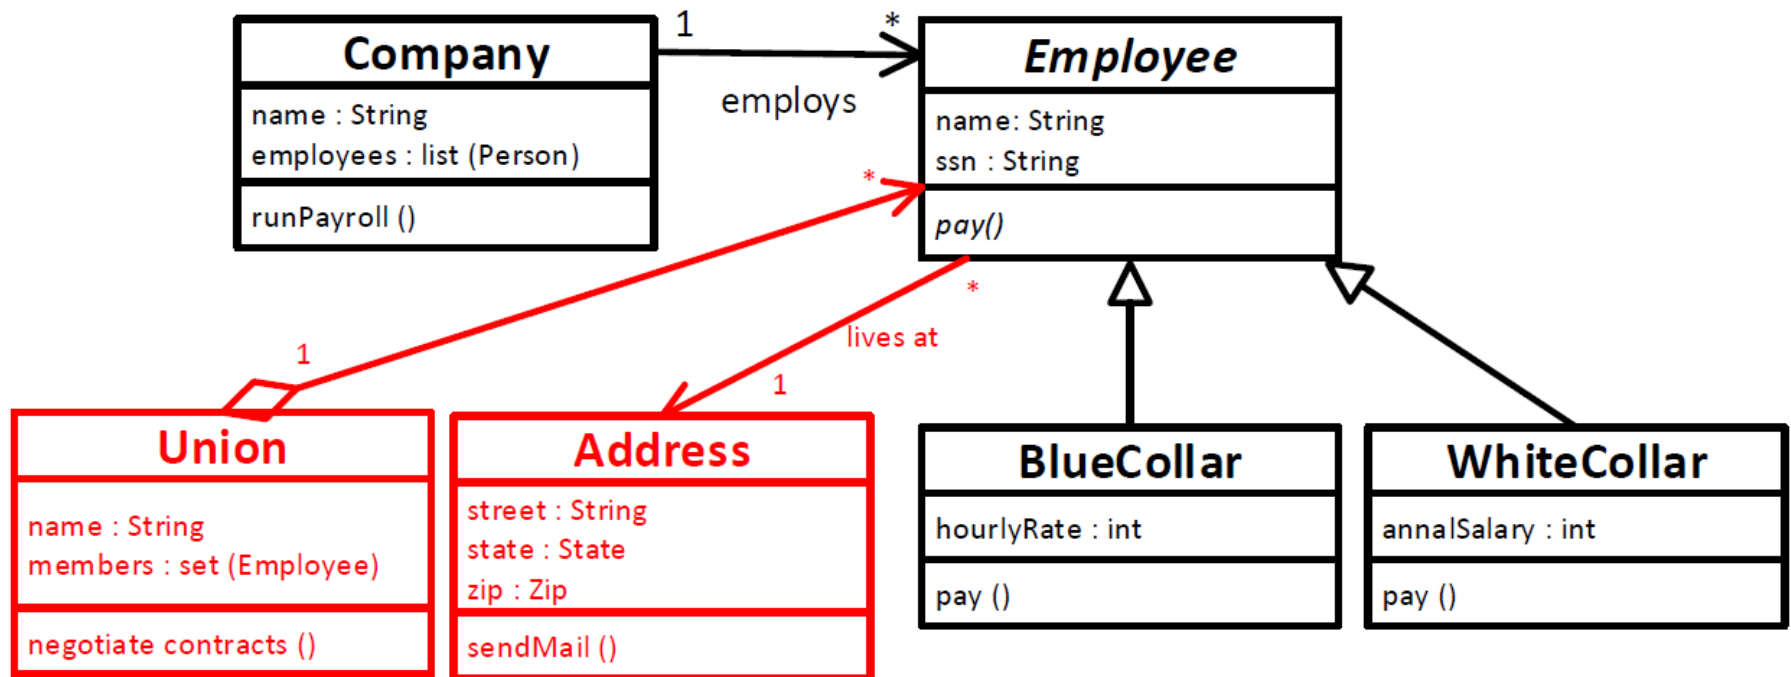 Company
name : String
employees : list (Person)
runPayroll ()
1
*
employs
Employee
name: String
ssn : String
pay()
*
1
*
lives at
1
Union
name : String
members : set (Employee)
negotiate contracts ()
Address
street : String
state : State
zip : Zip
sendMail ()
BlueCollar
hourlyRate : int
pay ()
WhiteCollar
annalSalary : int
pay ()